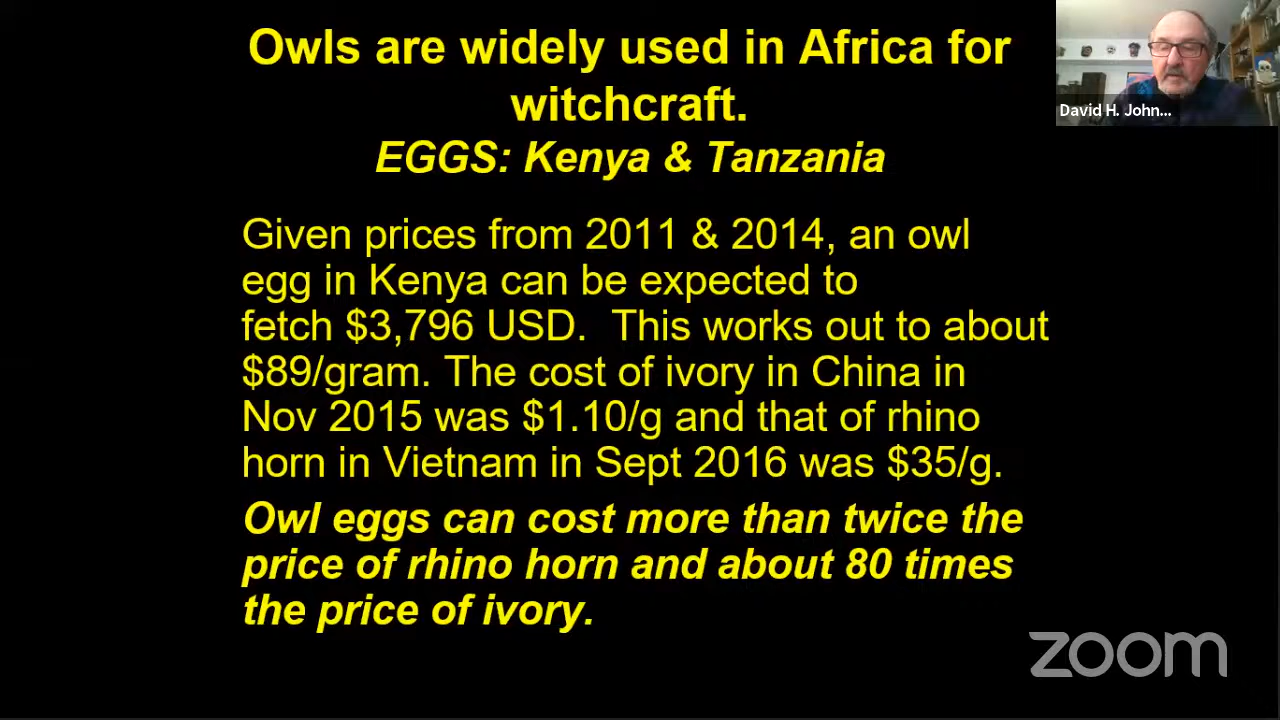 Owls are widely used in Africa for
witchcraft.
EGGS: Kenya & Tanzania
Given prices from 2011 & 2014, an owl
egg in Kenya can be expected to
fetch $3,796 USD. This works out to about
$89/gram. The cost of ivory in China in
Nov 2015 was $1.10/g and that of rhino
horn in Vietnam in Sept 2016 was $35/g.
Owl eggs can cost more than twice the
price of rhino horn and about 80 times
the price of ivory.
David H. John...
zoom